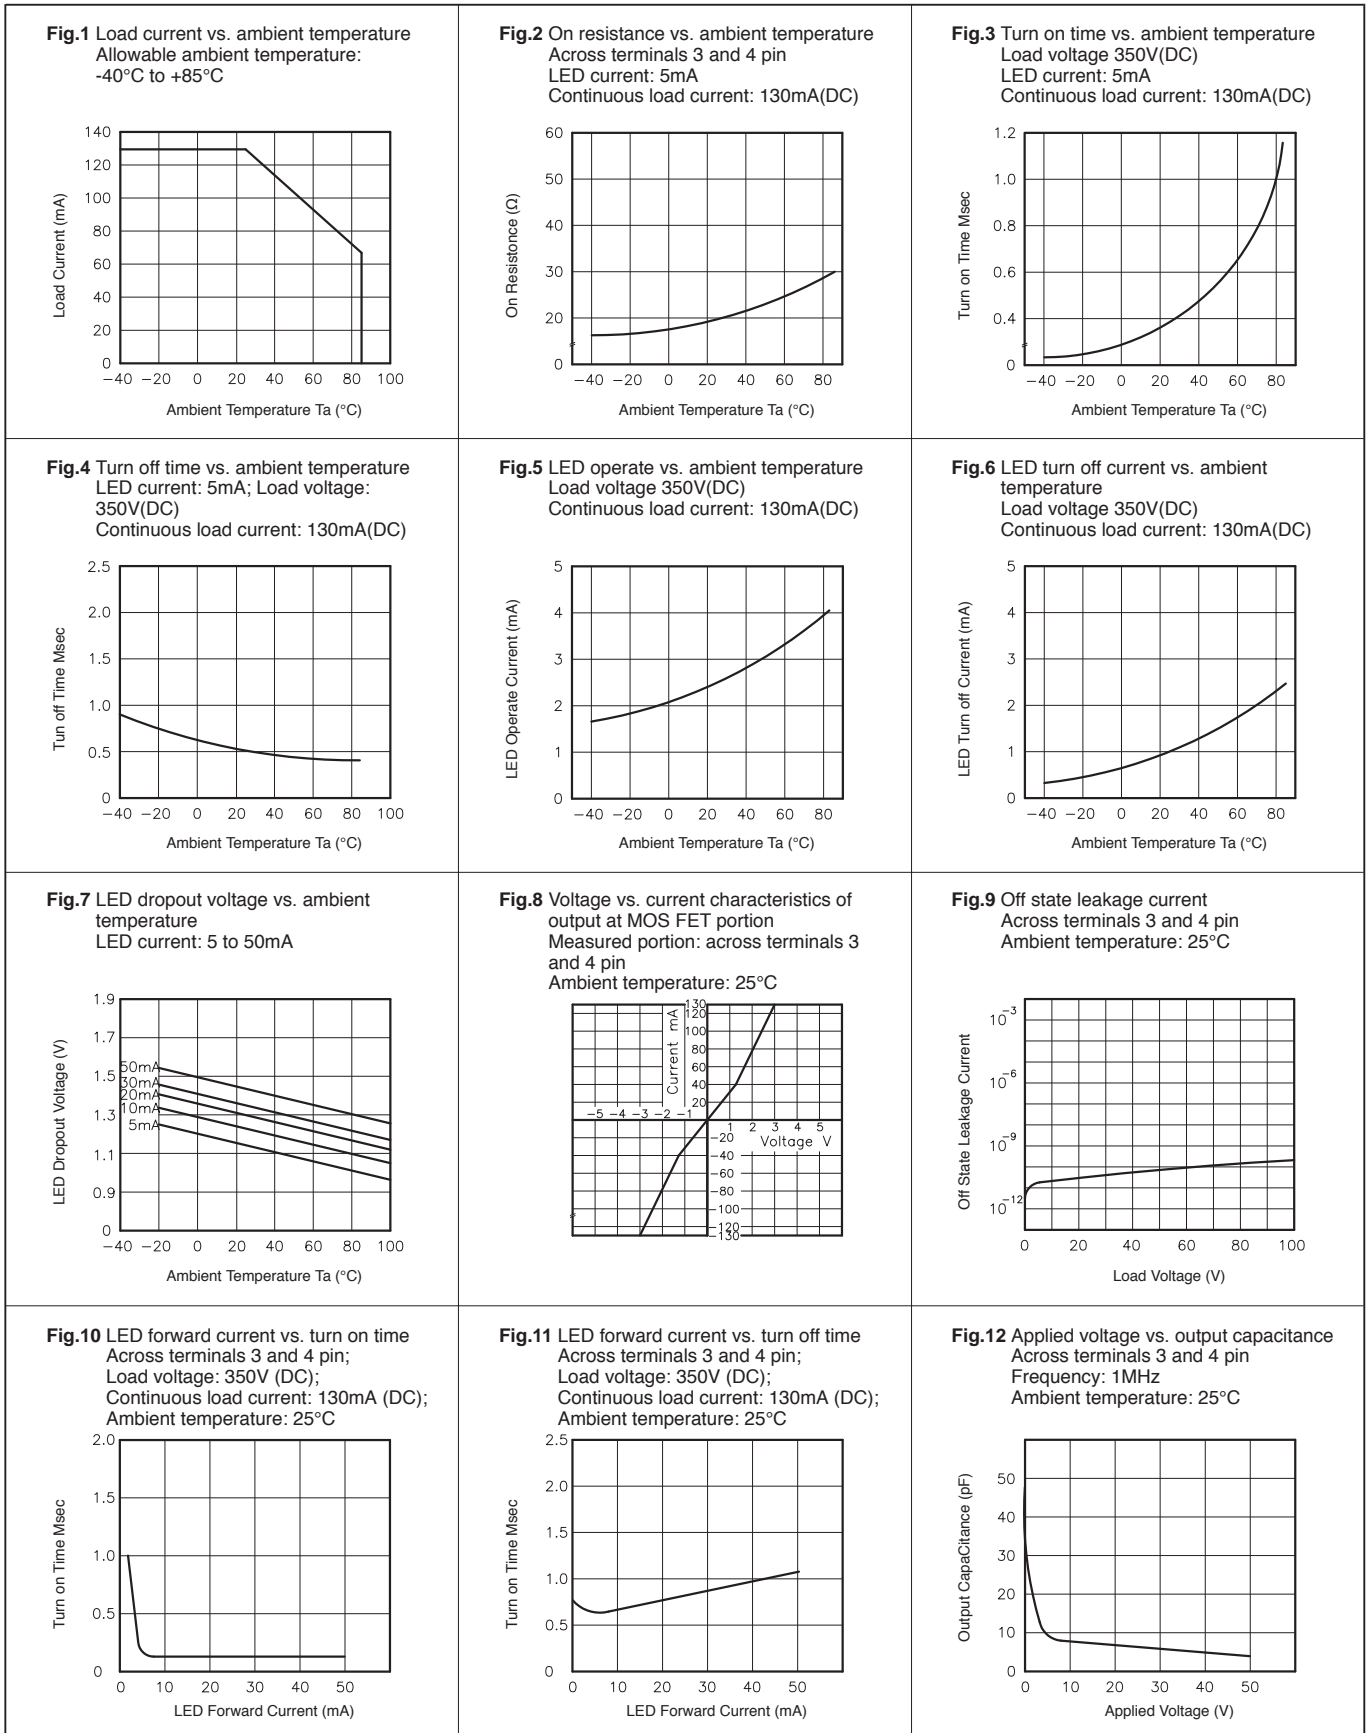 Fig.1 Load current vs. ambient temperature
Allowable ambient temperature:
-40°C to +85°C
140
120
100
80
60
40
20
0
Load Current (mA)
−40 −20 0 20 40 60 80 100
Ambient Temperature Ta (°C)
Fig.2 On resistance vs. ambient temperature
Across terminals 3 and 4 pin
LED current: 5mA
Continuous load current: 130mA(DC)
60
50
40
30
20
0
On Resistonce (Ω)
−40 −20 0 20 40 60 80
Ambient Temperature Ta (°C)
Fig.3 Turn on time vs. ambient temperature
Load voltage 350V(DC)
LED current: 5mA
Continuous load current: 130mA(DC)
1.2
1.0
0.8
0.6
0.4
0
Turn on Time Msec
−40 −20 0 20 40 60 80
Ambient Temperature Ta (°C)
Fig.4 Turn off time vs. ambient temperature
LED current: 5mA; Load voltage:
350V(DC)
Continuous load current: 130mA(DC)
2.5
2.0
1.5
1.0
0.5
0
Tun off Time Msec
−40 −20 0 20 40 60 80 100
Ambient Temperature Ta (°C)
Fig.5 LED operate vs. ambient temperature
Load voltage 350V(DC)
Continuous load current: 130mA(DC)
5
4
3
2
1
0
LED Operate Current (mA)
−40 −20 0 20 40 60 80
Ambient Temperature Ta (°C)
Fig.6 LED turn off current vs. ambient
temperature
Load voltage 350V(DC)
Continuous load current: 130mA(DC)
5
4
3
2
1
0
LED Turn off Current (mA)
−40 −20 0 20 40 60 80
Ambient Temperature Ta (°C)
Fig.7 LED dropout voltage vs. ambient
temperature
LED current: 5 to 50mA
1.9
1.7
1.5
1.3
1.1
0.9
0
LED Dropout Voltage (V)
50mA
30mA
20mA
10mA
5mA
−40 −20 0 20 40 60 80 100
Ambient Temperature Ta (°C)
Fig.8 Voltage vs. current characteristics of
output at MOS FET portion
Measured portion: across terminals 3
and 4 pin
Ambient temperature: 25°C
Current mA
130
120
100
80
60
40
20
−5 −4 −3 −2 −1
1 2 3 4 5
Voltage V
−20
−40
−60
−80
−100
−120
−130
Fig.9 Off state leakage current
Across terminals 3 and 4 pin
Ambient temperature: 25°C
10−3
10−6
10−9
10−12
Off State Leakage Current
0 20 40 60 80 100
Load Voltage (V)
Fig.10 LED forward current vs. turn on time
Across terminals 3 and 4 pin;
Load voltage: 350V (DC);
Continuous load current: 130mA (DC);
Ambient temperature: 25°C
2.0
1.5
1.0
0.5
0
Turn on Time Msec
0 10 20 30 40 50
LED Forward Current (mA)
Fig.11 LED forward current vs. turn off time
Across terminals 3 and 4 pin;
Load voltage: 350V (DC);
Continuous load current: 130mA (DC);
Ambient temperature: 25°C
2.5
2.0
1.5
1.0
0.5
0
Turn on Time Msec
0 10 20 30 40 50
LED Forward Current (mA)
Fig.12 Applied voltage vs. output capacitance
Across terminals 3 and 4 pin
Frequency: 1MHz
Ambient temperature: 25°C
50
40
30
20
10
0
Output CapaCitance (pF)
0 10 20 30 40 50
Applied Voltage (V)